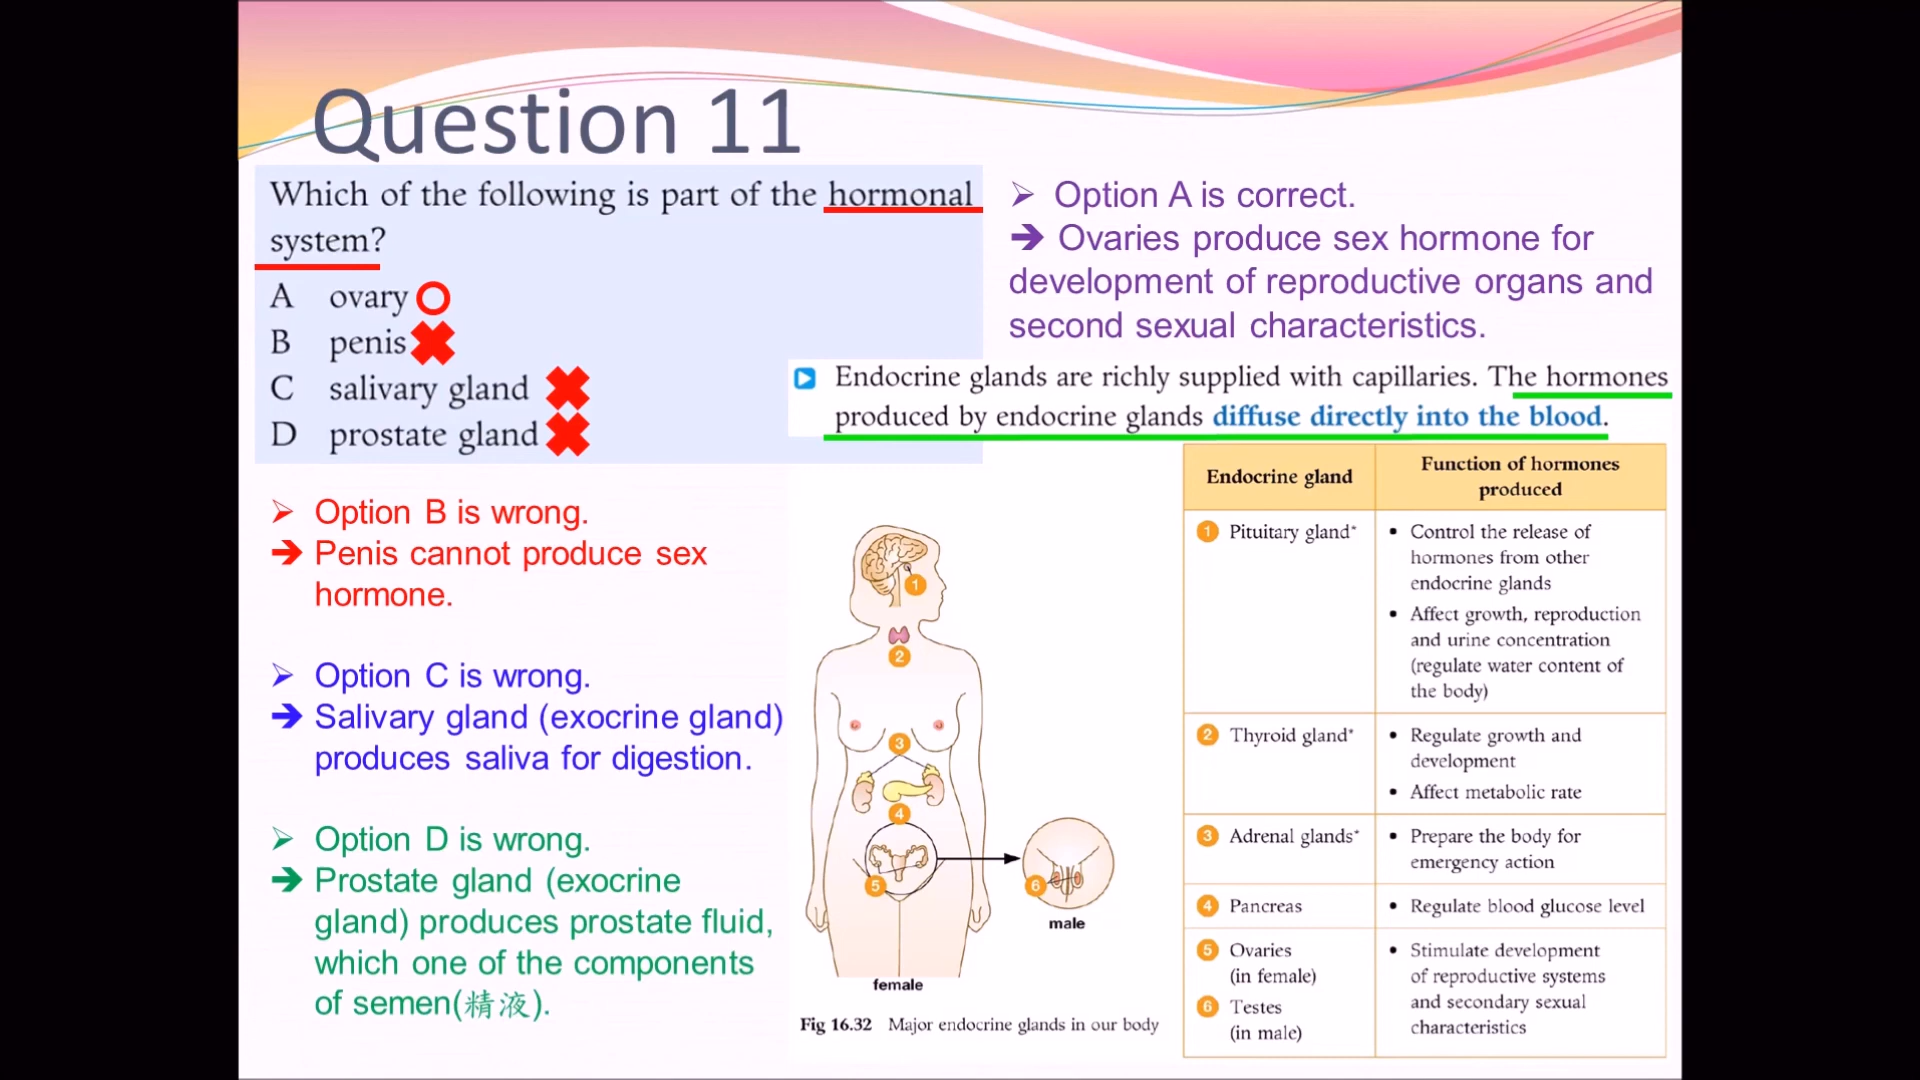 Question 11
Which of the following is part of the hormonal
system?
A ovary
B penis
C salivary gland
D prostate gland
➢ Option A is correct.
➔ Ovaries produce sex hormone for
development of reproductive organs and
second sexual characteristics.
Endocrine glands are richly supplied with capillaries. The hormones
produced by endocrine glands diffuse directly into the blood.
➢ Option B is wrong.
➔ Penis cannot produce sex
hormone.
➢ Option C is wrong.
➔ Salivary gland (exocrine gland)
produces saliva for digestion.
➢ Option D is wrong.
➔ Prostate gland (exocrine
gland) produces prostate fluid,
which one of the components
of semen(精液).
1
2
3
4
5
6
male
female
Fig 16.32 Major endocrine glands in our body
Endocrine gland
Function of hormones
produced
1 Pituitary gland*
• Control the release of
hormones from other
endocrine glands
• Affect growth, reproduction
and urine concentration
(regulate water content of
the body)
2 Thyroid gland*
• Regulate growth and
development
• Affect metabolic rate
3 Adrenal glands*
• Prepare the body for
emergency action
4 Pancreas
• Regulate blood glucose level
5 Ovaries
(in female)
6 Testes
(in male)
• Stimulate development
of reproductive systems
and secondary sexual
characteristics